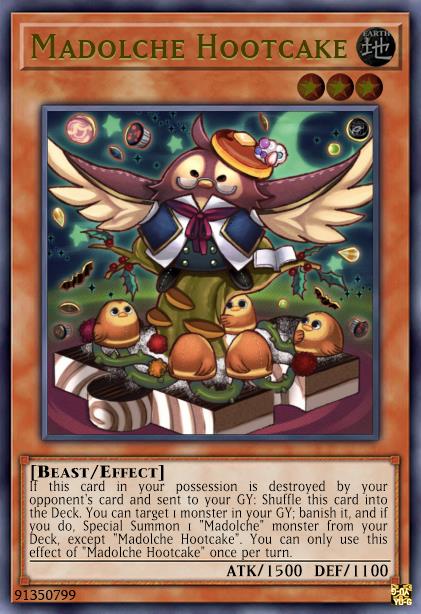 MADOLCHE HOOTCAKE
EARTH
地
[BEAST/EFFECT]
If this card in your possession is destroyed by your
opponent's card and sent to your GY: Shuffle this card into
the Deck. You can target 1 monster in your GY; banish it, and if
you do, Special Summon 1 "Madolche" monster from your
Deck, except "Madolche Hootcake". You can only use this
effect of "Madolche Hootcake" once per turn.
ATK/1500 DEF/1100
91350799